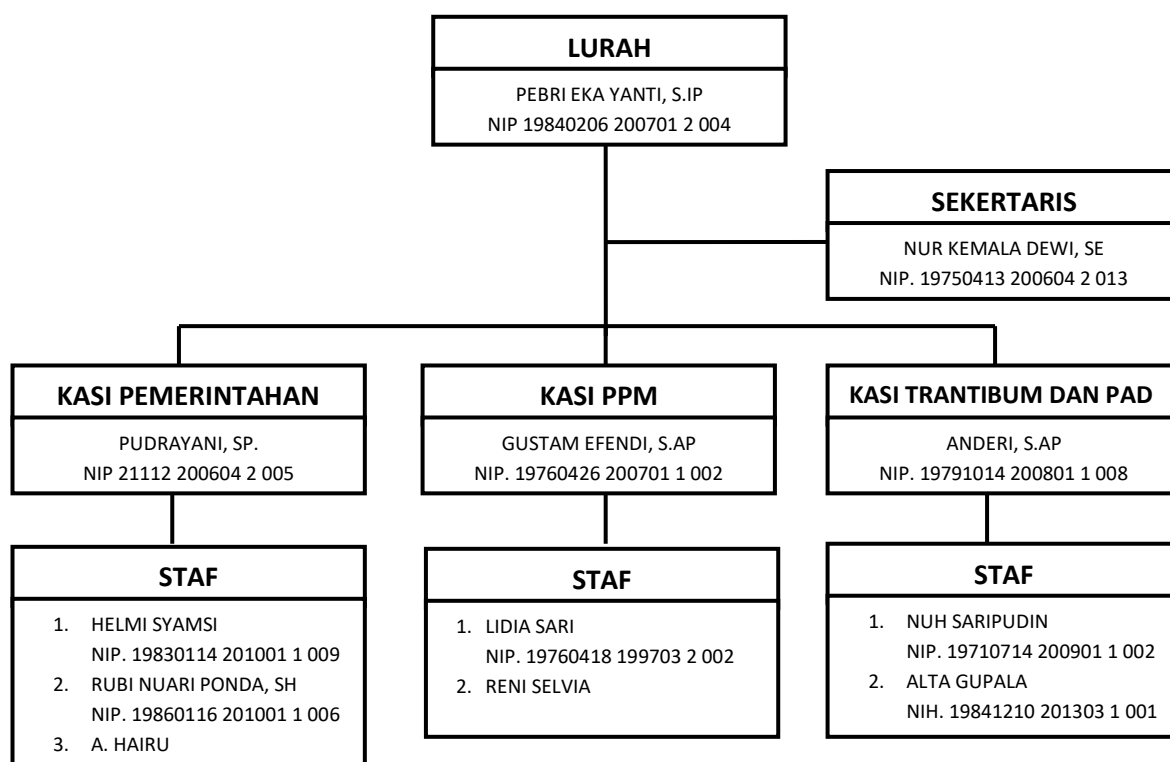 LURAH
PEBRI EKA YANTI, S.IP
NIP 19840206 200701 2 004
SEKERTARIS
NUR KEMALA DEWI, SE
NIP. 19750413 200604 2 013
KASI PEMERINTAHAN
PUDRAYANI, SP.
NIP 21112 200604 2 005
KASI PPM
GUSTAM EFENDI, S.AP
NIP. 19760426 200701 1 002
KASI TRANTIBUM DAN PAD
ANDERI, S.AP
NIP. 19791014 200801 1 008
STAF
1. HELMI SYAMSI
NIP. 19830114 201001 1 009
2. RUBI NUARI PONDA, SH
NIP. 19860116 201001 1 006
3. A. HAIRU
STAF
1. LIDIA SARI
NIP. 19760418 199703 2 002
2. RENI SELVIA
STAF
1. NUH SARIPUDIN
NIP. 19710714 200901 1 002
2. ALTA GUPALA
NIH. 19841210 201303 1 001